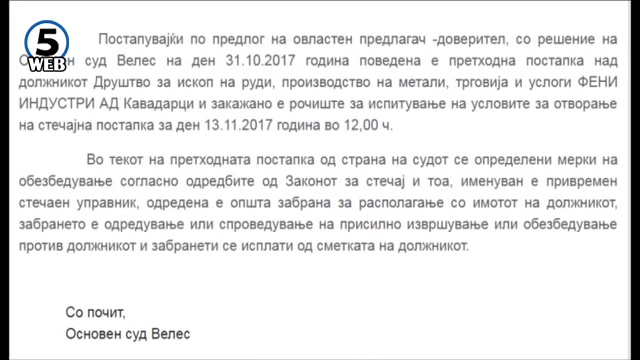 5
WEB
Постапувајќи по предлог на овластен предлагач -доверител, со решение на
Основен суд Велес на ден 31.10.2017 година поведена е претходна постапка над
должникот Друштво за ископ на руди, производство на метали, трговија и услоги ФЕНИ
ИНДУСТРИ АД Кавадарци и закажано е рочиште за испитување на условите за отворање
на стечајна постапка за ден 13.11.2017 година во 12,00 ч.
Во текот на претходната постапка од страна на судот се определени мерки на
обезбедување согласно одредбите од Законот за стечај и тоа, именуван е привремен
стечаен управник, одредена е општа забрана за располагање со имотот на должникот,
забрането е одредување или спроведување на присилно извршување или обезбедување
против должникот и забранети се исплати од сметката на должникот.
Со почит,
Основен суд Велес